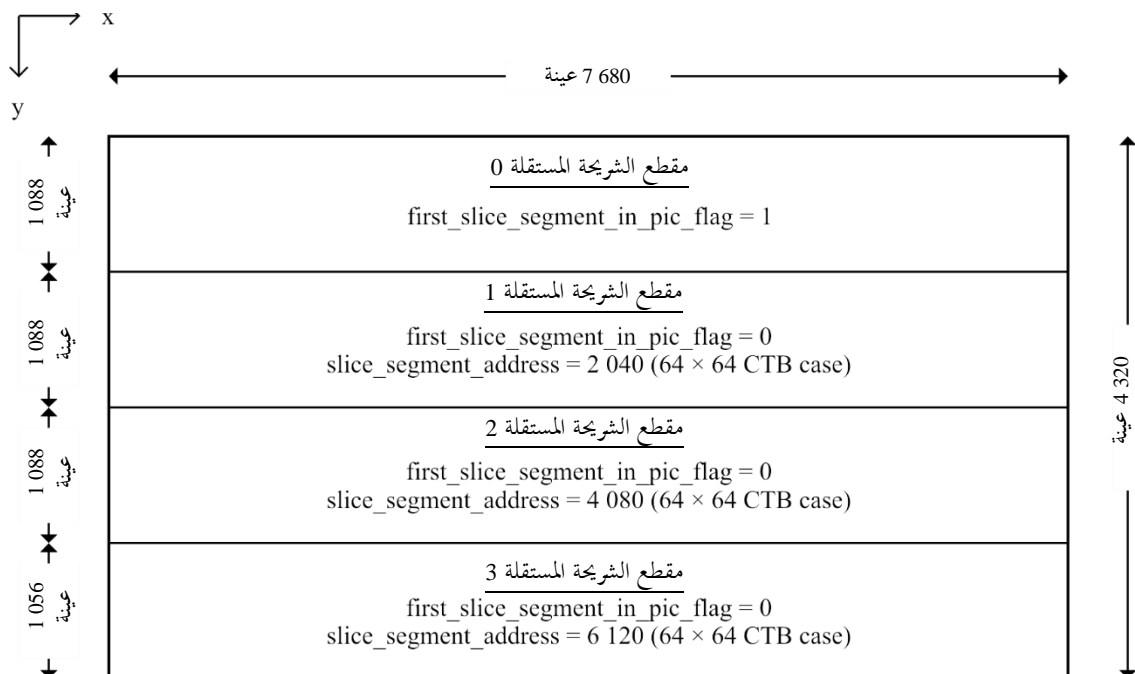 x
7 680 عينة
y
مقطع الشريحة المستقلة 0
first_slice_segment_in_pic_flag = 1
1 088
عينة
مقطع الشريحة المستقلة 1
first_slice_segment_in_pic_flag = 0
slice_segment_address = 2 040 (64 × 64 CTB case)
1 088
عينة
4 320 عينة
مقطع الشريحة المستقلة 2
first_slice_segment_in_pic_flag = 0
slice_segment_address = 4 080 (64 × 64 CTB case)
1 088
عينة
مقطع الشريحة المستقلة 3
first_slice_segment_in_pic_flag = 0
slice_segment_address = 6 120 (64 × 64 CTB case)
1 056
عينة